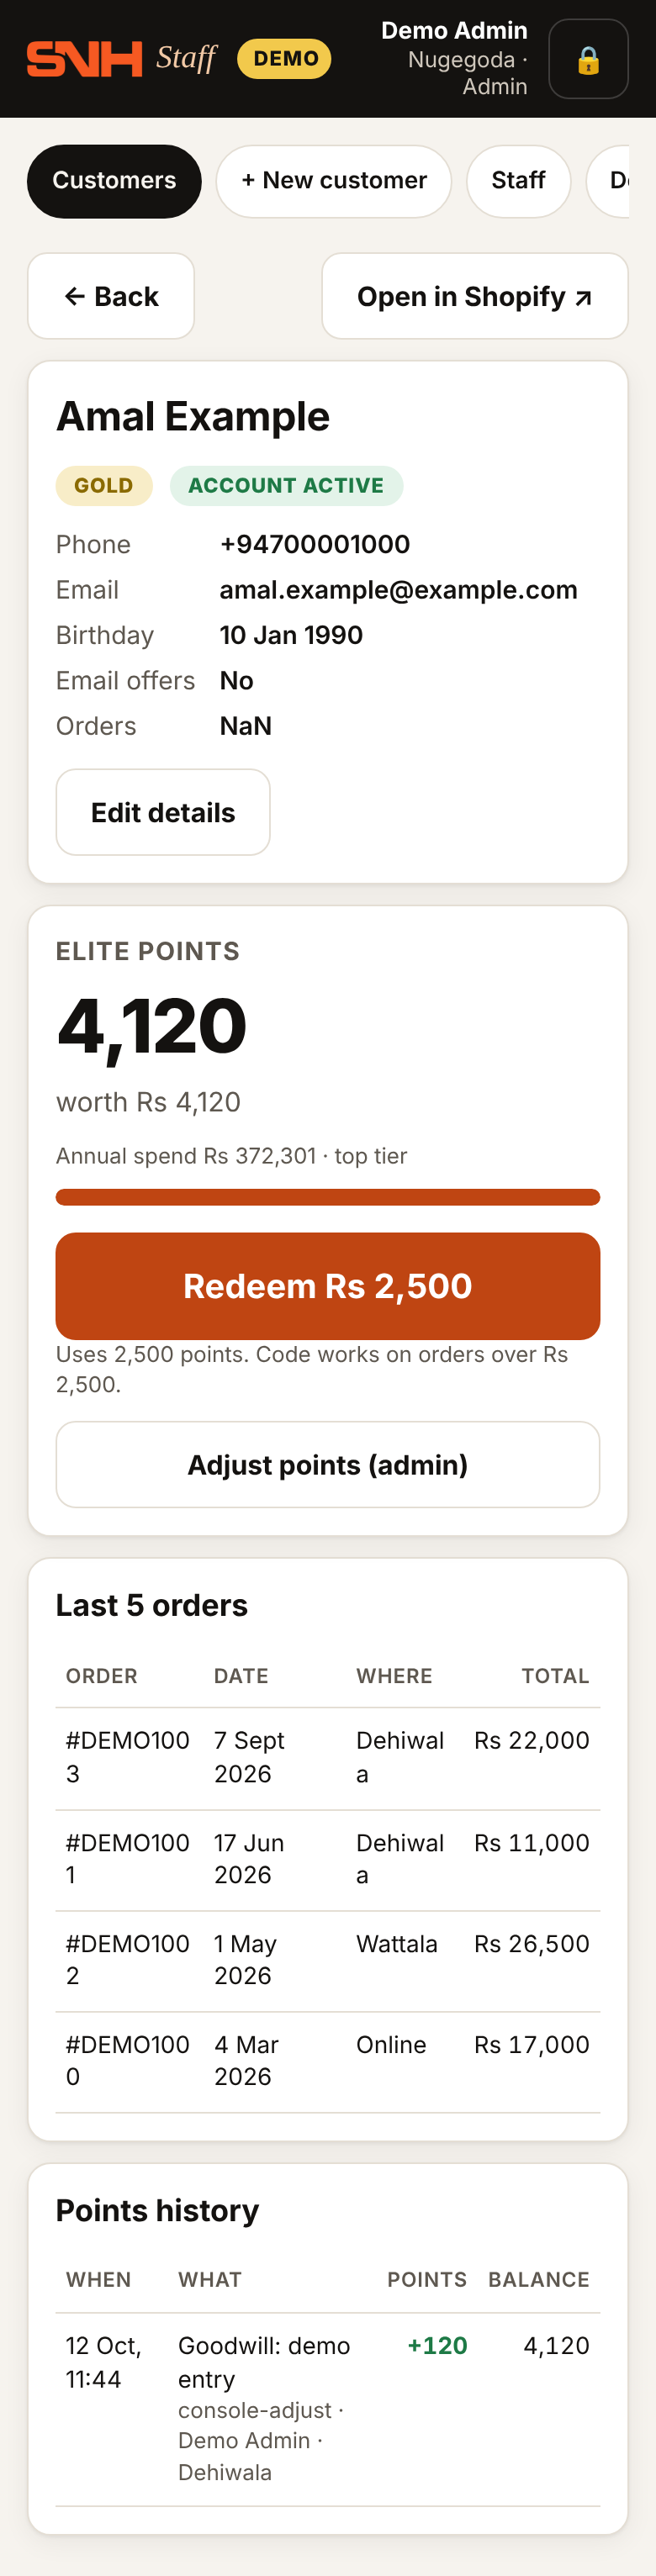 SNH Staff DEMO
Demo Admin
Nugegoda ·
Admin
Customers
+ New customer
Staff
← Back
Open in Shopify ↗
Amal Example
GOLD
ACCOUNT ACTIVE
Phone +94700001000
Email amal.example@example.com
Birthday 10 Jan 1990
Email offers No
Orders NaN
Edit details
ELITE POINTS
4,120
worth Rs 4,120
Annual spend Rs 372,301 · top tier
Redeem Rs 2,500
Uses 2,500 points. Code works on orders over Rs
2,500.
Adjust points (admin)
Last 5 orders
ORDER DATE WHERE TOTAL
#DEMO100 7 Sept Dehiwal Rs 22,000
3 2026 a
#DEMO100 17 Jun Dehiwal Rs 11,000
1 2026 a
#DEMO100 1 May Wattala Rs 26,500
2 2026
#DEMO100 4 Mar Online Rs 17,000
0 2026
Points history
WHEN WHAT POINTS BALANCE
12 Oct, Goodwill: demo +120 4,120
11:44 entry
console-adjust ·
Demo Admin ·
Dehiwala